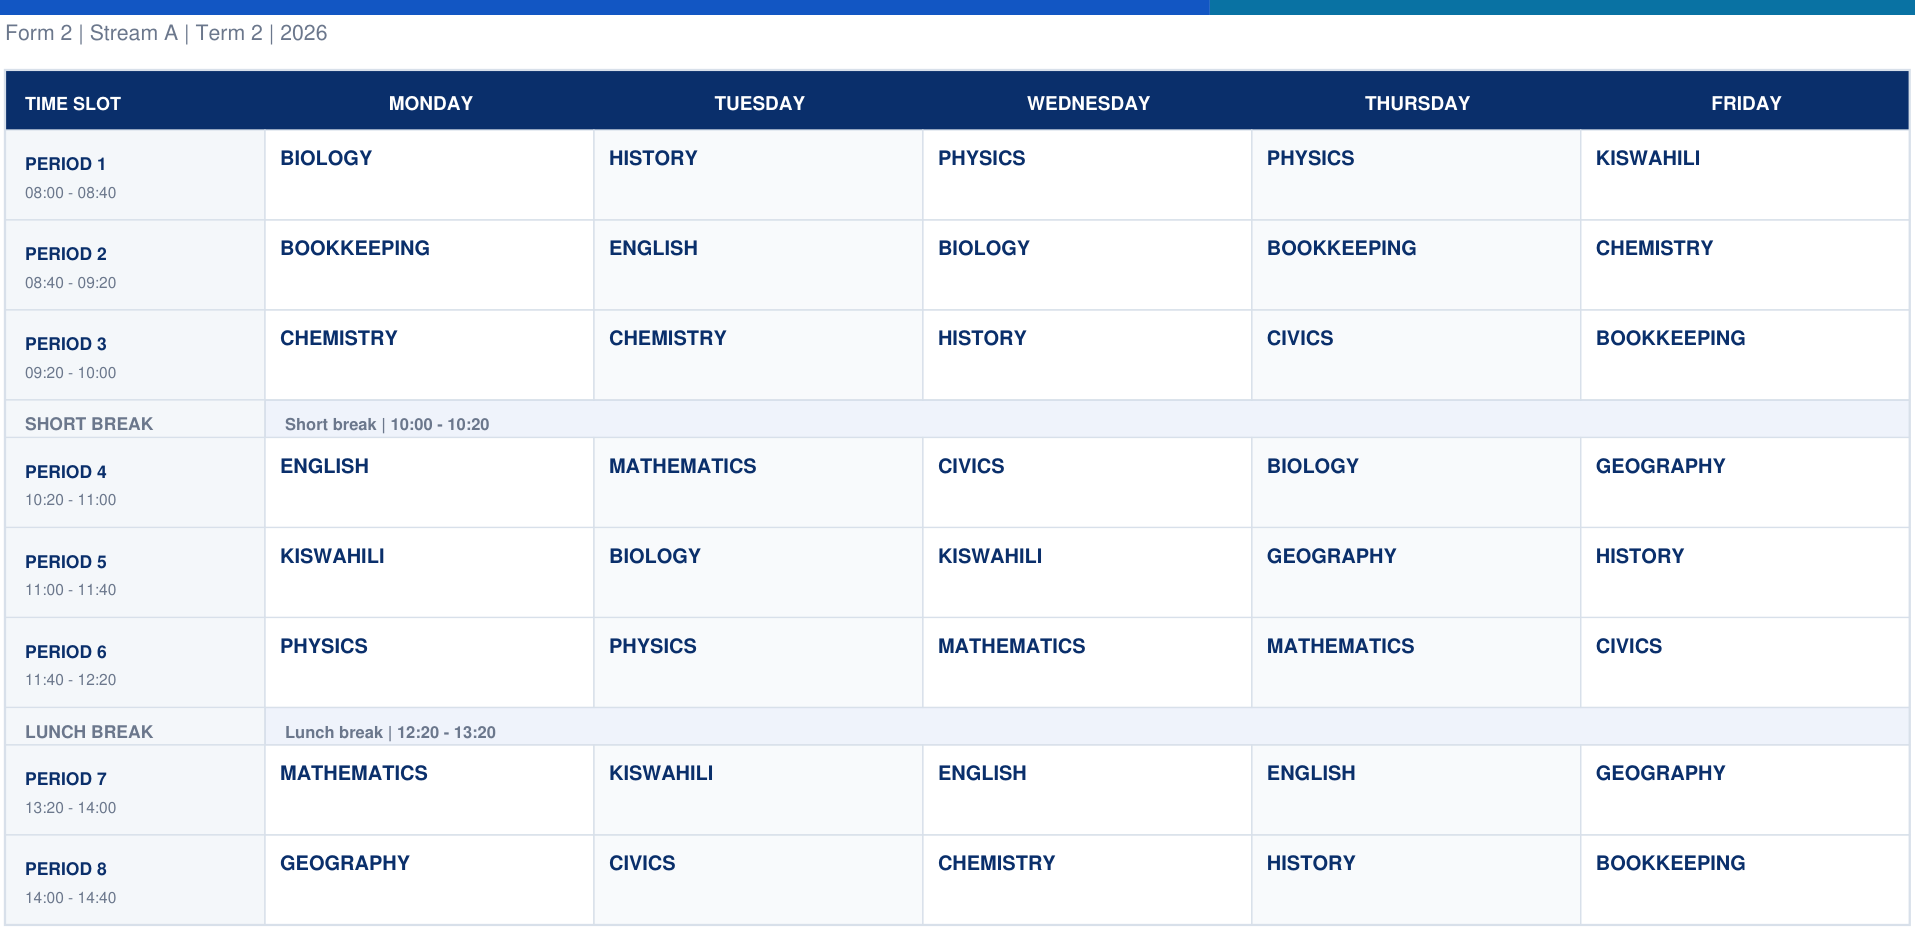 Form 2 | Stream A | Term 2 | 2026
TIME SLOT MONDAY TUESDAY WEDNESDAY THURSDAY FRIDAY
PERIOD 1 BIOLOGY HISTORY PHYSICS PHYSICS KISWAHILI
08:00 - 08:40
PERIOD 2 BOOKKEEPING ENGLISH BIOLOGY BOOKKEEPING CHEMISTRY
08:40 - 09:20
PERIOD 3 CHEMISTRY CHEMISTRY HISTORY CIVICS BOOKKEEPING
09:20 - 10:00
SHORT BREAK Short break | 10:00 - 10:20
PERIOD 4 ENGLISH MATHEMATICS CIVICS BIOLOGY GEOGRAPHY
10:20 - 11:00
PERIOD 5 KISWAHILI BIOLOGY KISWAHILI GEOGRAPHY HISTORY
11:00 - 11:40
PERIOD 6 PHYSICS PHYSICS MATHEMATICS MATHEMATICS CIVICS
11:40 - 12:20
LUNCH BREAK Lunch break | 12:20 - 13:20
PERIOD 7 MATHEMATICS KISWAHILI ENGLISH ENGLISH GEOGRAPHY
13:20 - 14:00
PERIOD 8 GEOGRAPHY CIVICS CHEMISTRY HISTORY BOOKKEEPING
14:00 - 14:40